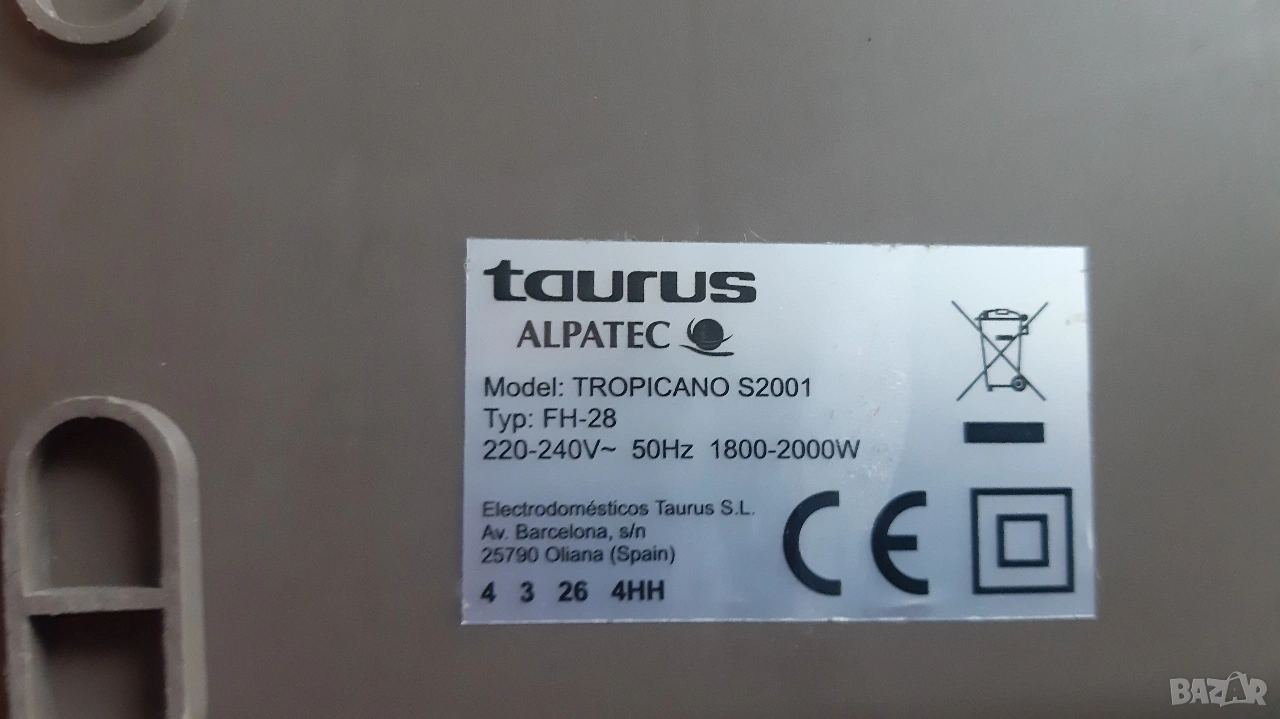 taurus
ALPATEC
Model: TROPICANO S2001
Typ: FH-28
220-240V~ 50Hz 1800-2000W
Electrodomésticos Taurus S.L.
Av. Barcelona, s/n
25790 Oliana (Spain)
4 3 26 4HH
CE
BAZAR